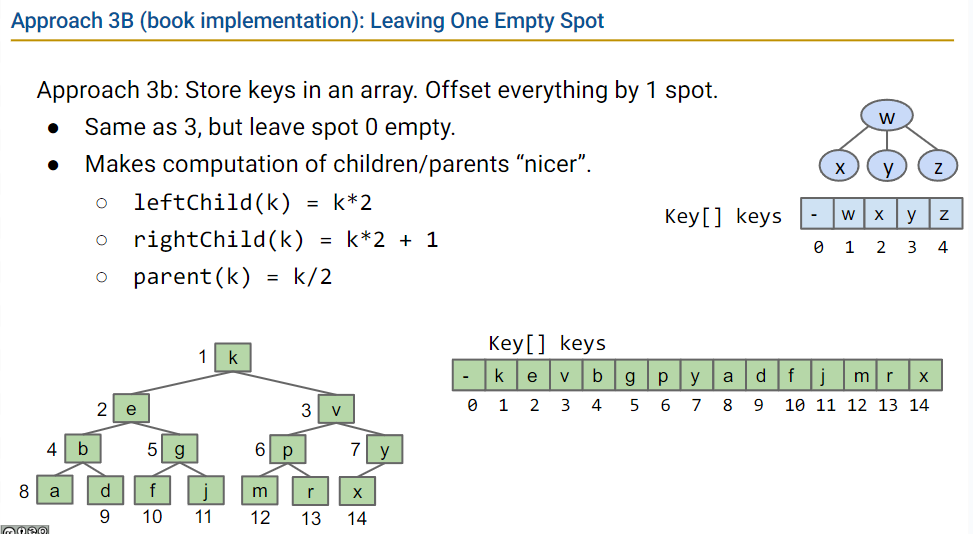 Approach 3B (book implementation): Leaving One Empty Spot
Approach 3b: Store keys in an array. Offset everything by 1 spot.
● Same as 3, but leave spot 0 empty.
● Makes computation of children/parents “nicer”.
○ leftChild(k) = k*2
○ rightChild(k) = k*2 + 1
○ parent(k) = k/2
w
x y z
Key[] keys - w x y z
0 1 2 3 4
Key[] keys
- k e v b g p y a d f j m r x
0 1 2 3 4 5 6 7 8 9 10 11 12 13 14
1 k
2 e 3 v
4 b 5 g 6 p 7 y
8 a d f j m r x
9 10 11 12 13 14